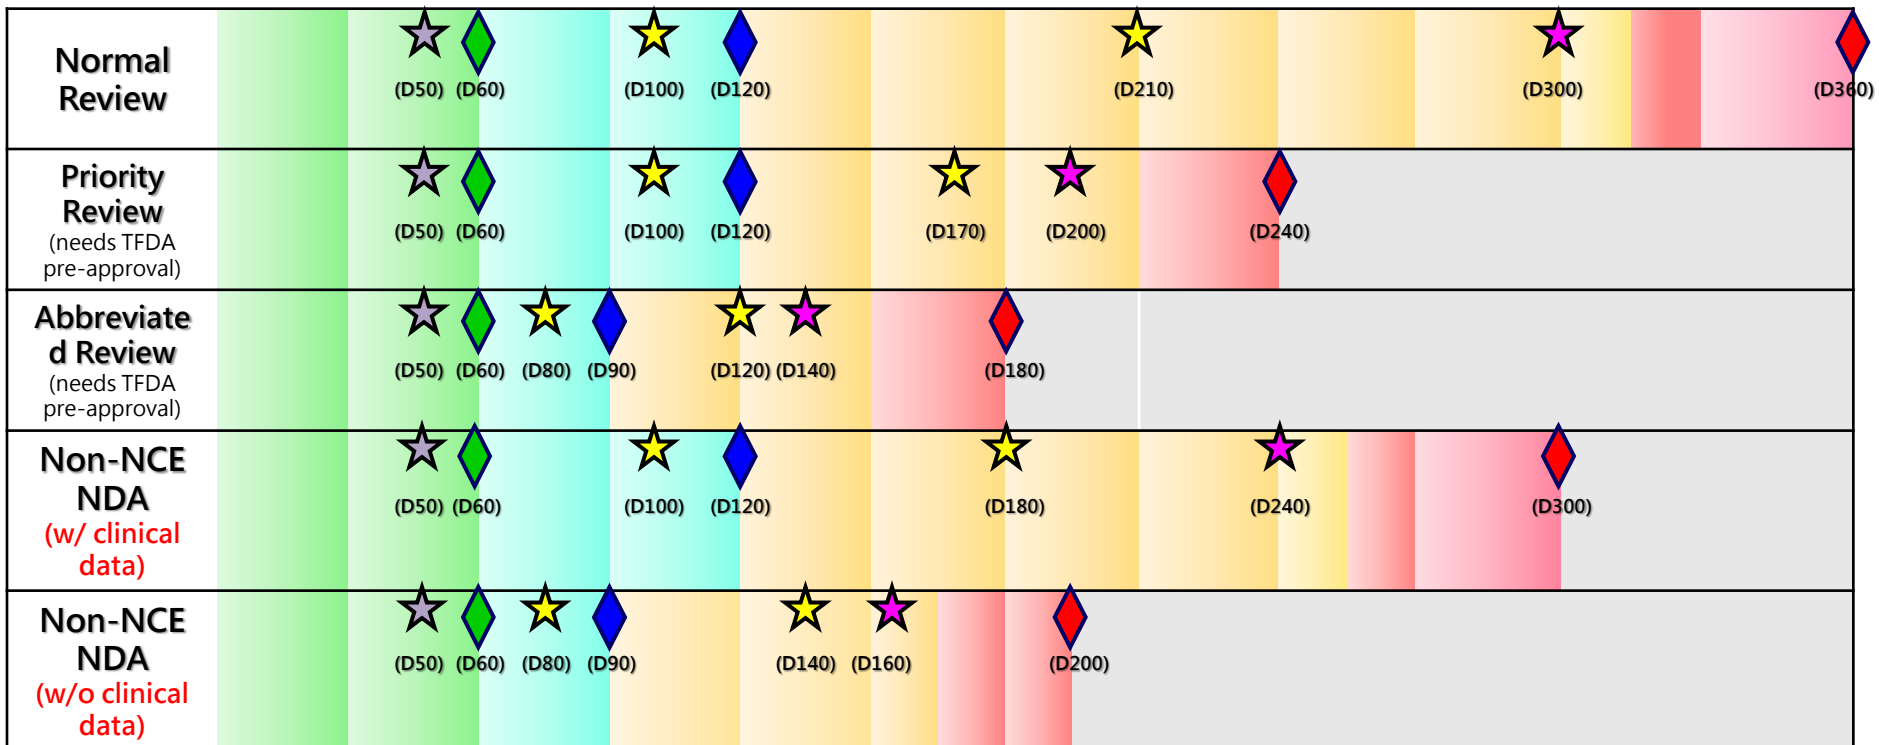 Normal
Review
(D50) (D60) (D100) (D120) (D210) (D300) (D360)
Priority
Review
(needs TFDA
pre-approval)
(D50) (D60) (D100) (D120) (D170) (D200) (D240)
Abbreviate
d Review
(needs TFDA
pre-approval)
(D50) (D60) (D80) (D90) (D120) (D140) (D180)
Non-NCE
NDA
(w/ clinical
data)
(D50) (D60) (D100) (D120) (D180) (D240) (D300)
Non-NCE
NDA
(w/o clinical
data)
(D50) (D60) (D80) (D90) (D140) (D160) (D200)